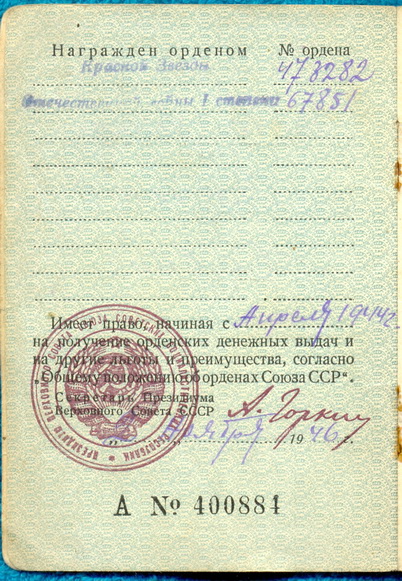 Награжден орденом № ордена
Красной Звезды 478282
Отечественной войны I степени 67851
Имеет право, начиная с Апреля 1944 г.
на получение орденских денежных выдач и
на другие льготы и преимущества, согласно
„Общему положению об орденах Союза ССР“.
Секретарь Президиума
Верховного Совета СССР А. Горкин
ноября 1946 г.
А № 400884